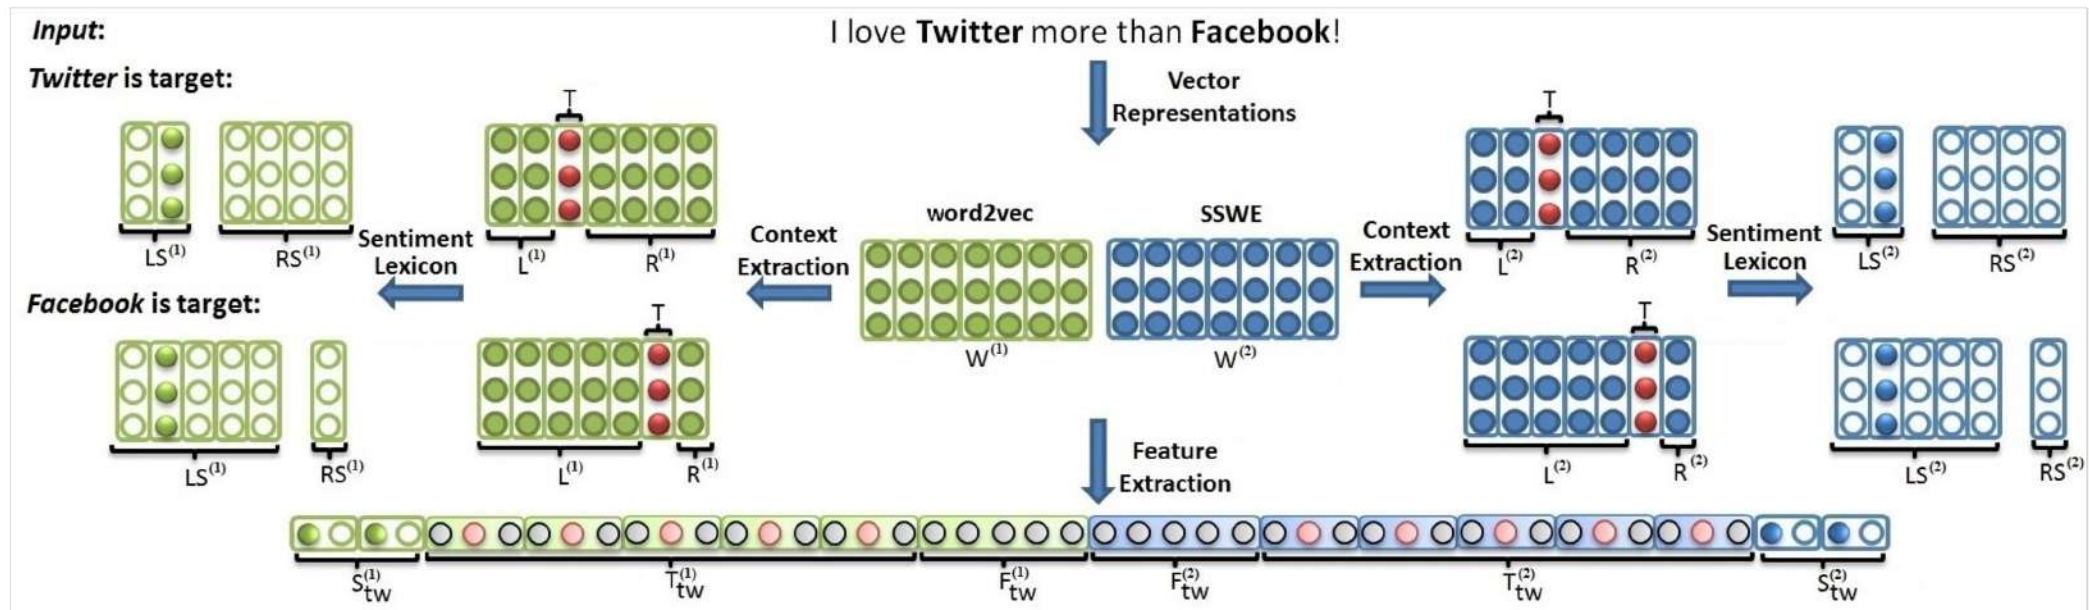 Input:
I love Twitter more than Facebook!
Twitter is target:
Vector
Representations
T
T
LS(1)
RS(1)
Sentiment
Lexicon
L(1)
R(1)
Context
Extraction
word2vec
SSWE
Context
Extraction
L(2)
R(2)
Sentiment
Lexicon
LS(2)
RS(2)
Facebook is target:
T
W(1)
W(2)
T
LS(1)
RS(1)
L(1)
R(1)
Feature
Extraction
L(2)
R(2)
LS(2)
RS(2)
S(1)tw
T(1)tw
F(1)tw
F(2)tw
T(2)tw
S(2)tw